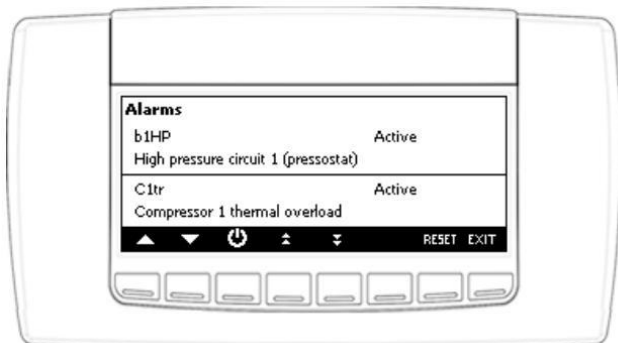 Alarms
b1HP Active
High pressure circuit 1 (pressostat)
C1tr Active
Compressor 1 thermal overload
RESET EXIT